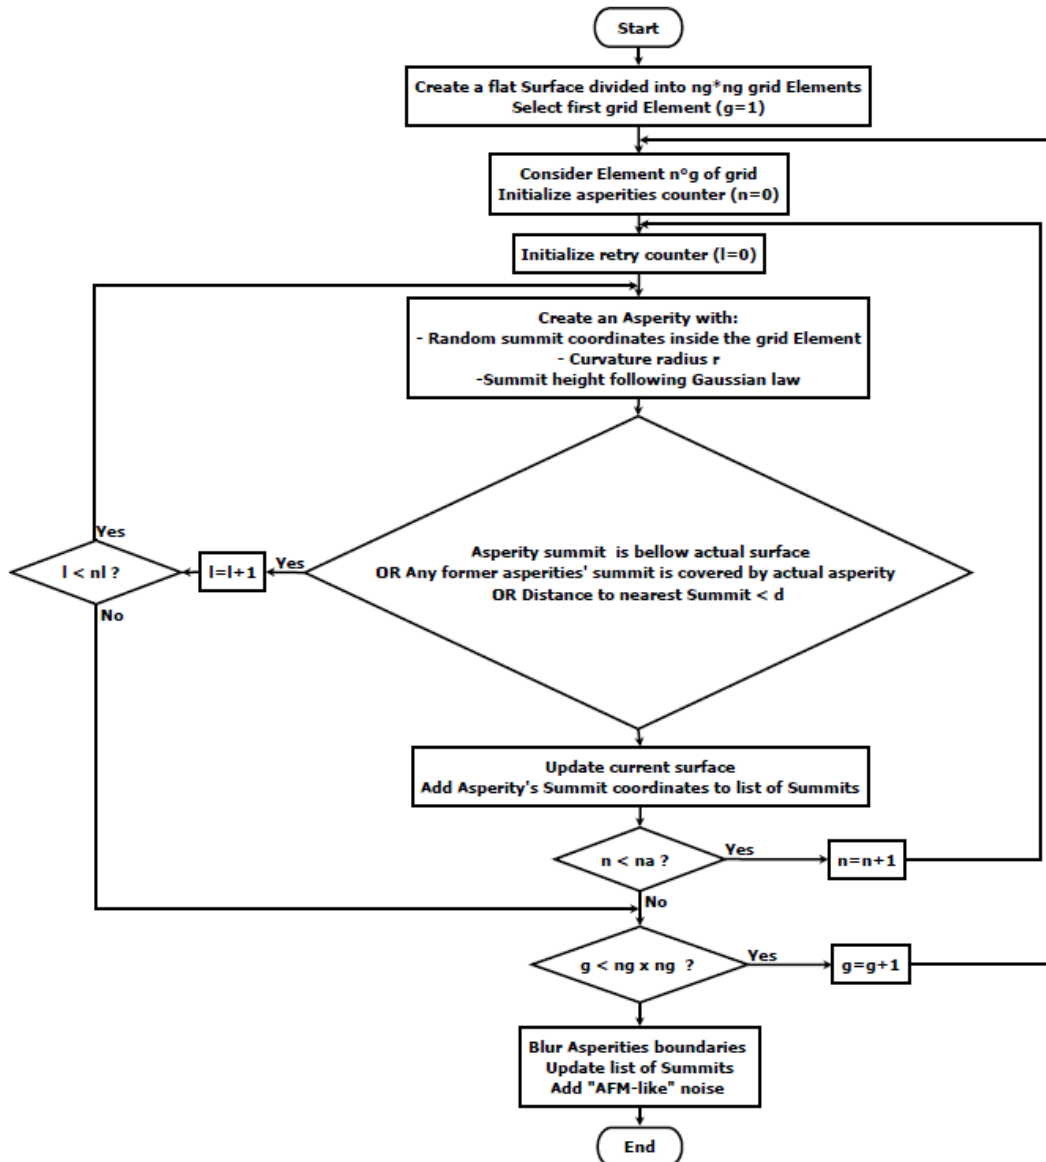 Start
Create a flat Surface divided into ng*ng grid Elements
Select first grid Element (g=1)
Consider Element n°g of grid
Initialize asperities counter (n=0)
Initialize retry counter (l=0)
Create an Asperity with:
- Random summit coordinates inside the grid Element
- Curvature radius r
-Summit height following Gaussian law
Asperity summit is bellow actual surface
OR Any former asperities' summit is covered by actual asperity
OR Distance to nearest Summit < d
Yes
l=l+1
l < nl ?
Yes
No
Update current surface
Add Asperity's Summit coordinates to list of Summits
n < na ?
Yes
n=n+1
No
g < ng x ng ?
Yes
g=g+1
Blur Asperities boundaries
Update list of Summits
Add "AFM-like" noise
End